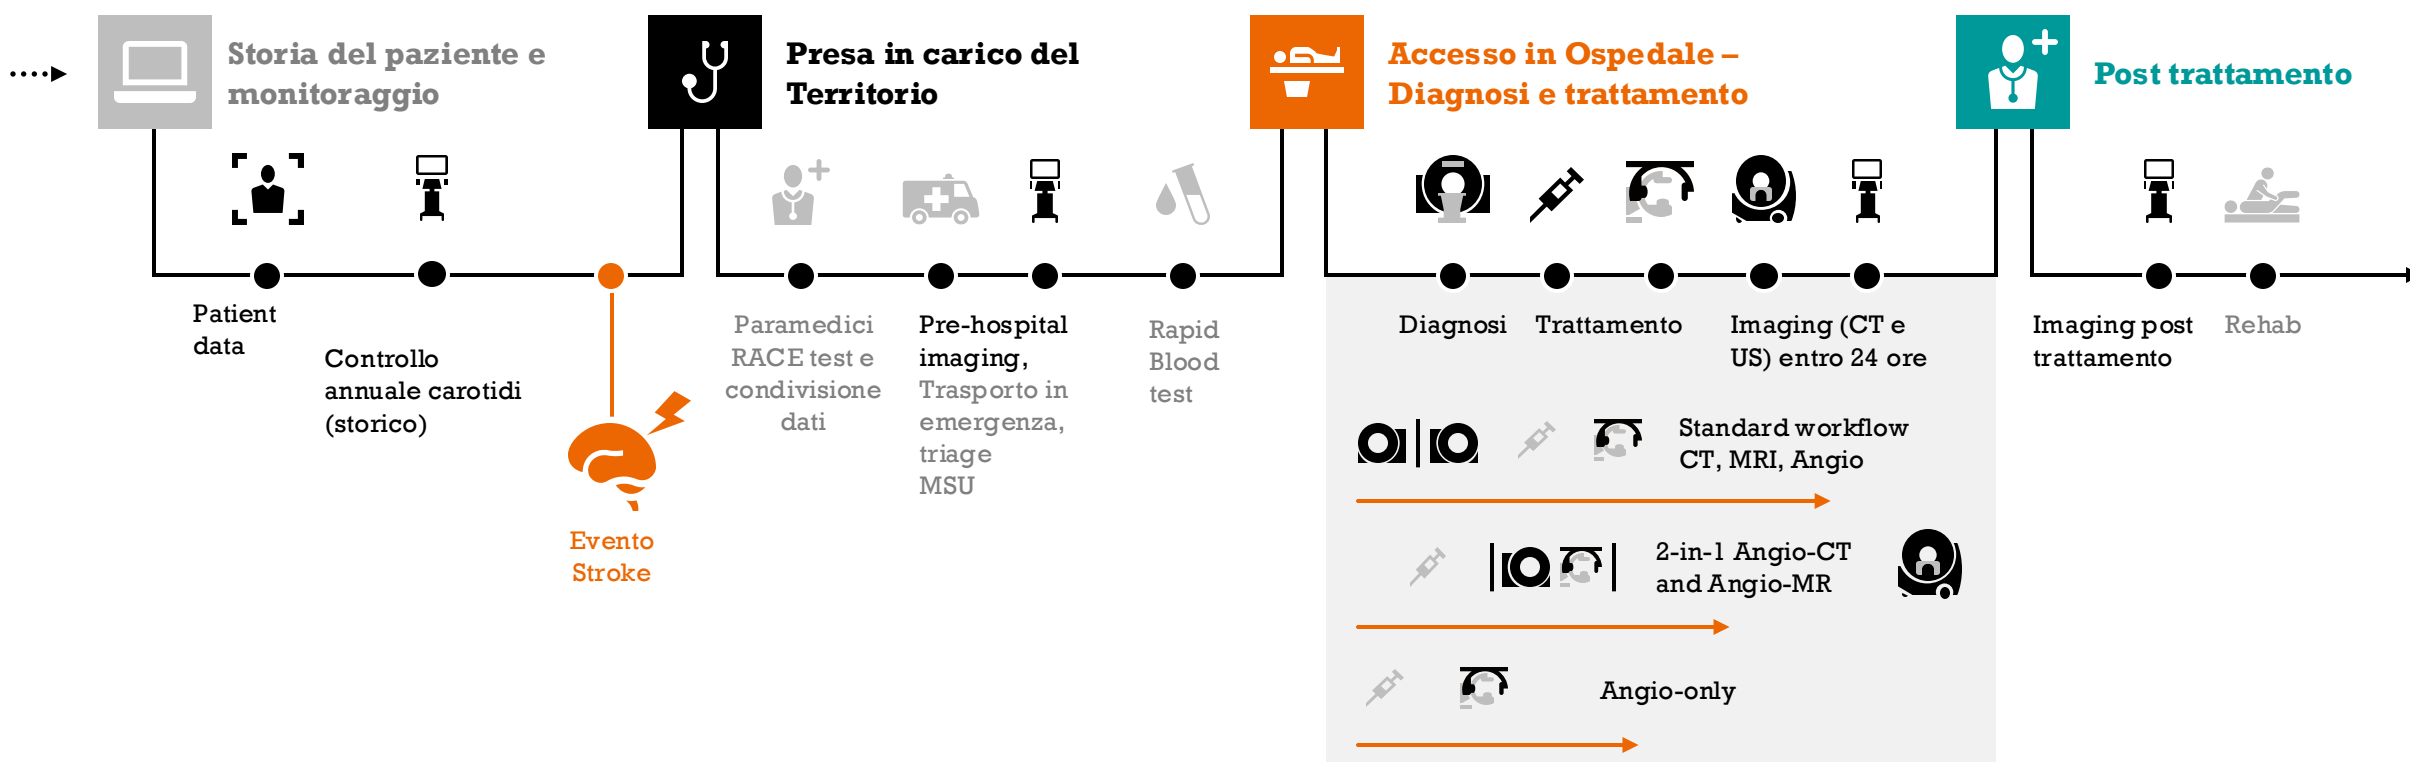 Storia del paziente e
monitoraggio
Presa in carico del
Territorio
Accesso in Ospedale –
Diagnosi e trattamento
Post trattamento
Patient
data
Controllo
annuale carotidi
(storico)
Evento
Stroke
Paramedici
RACE test e
condivisione
dati
Pre-hospital
imaging,
Trasporto in
emergenza,
triage
MSU
Rapid
Blood
test
Diagnosi
Trattamento
Imaging (CT e
US) entro 24 ore
Standard workflow
CT, MRI, Angio
2-in-1 Angio-CT
and Angio-MR
Angio-only
Imaging post
trattamento
Rehab